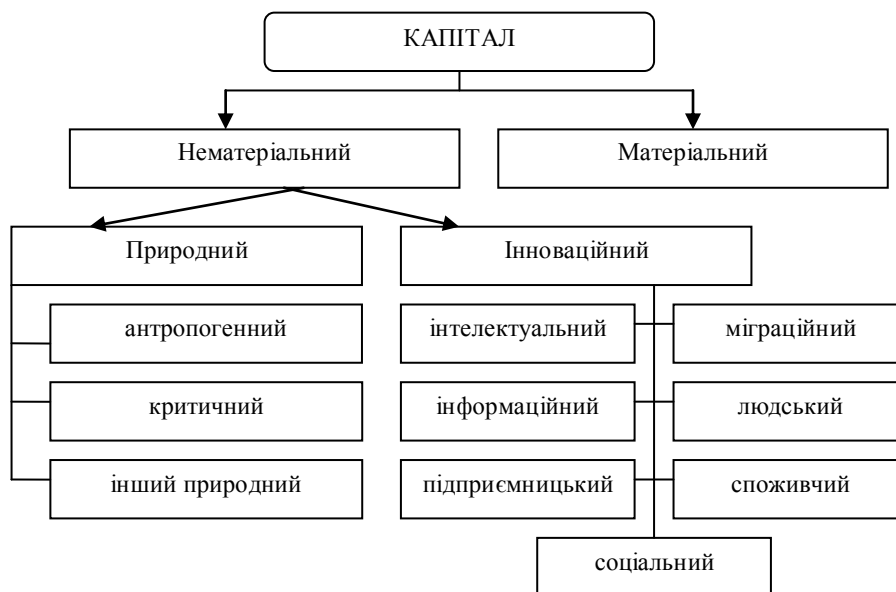 КАПІТАЛ
Нематеріальний
Матеріальний
Природний
Інноваційний
антропогенний
інтелектуальний
міграційний
критичний
інформаційний
людський
інший природний
підприємницький
споживчий
соціальний